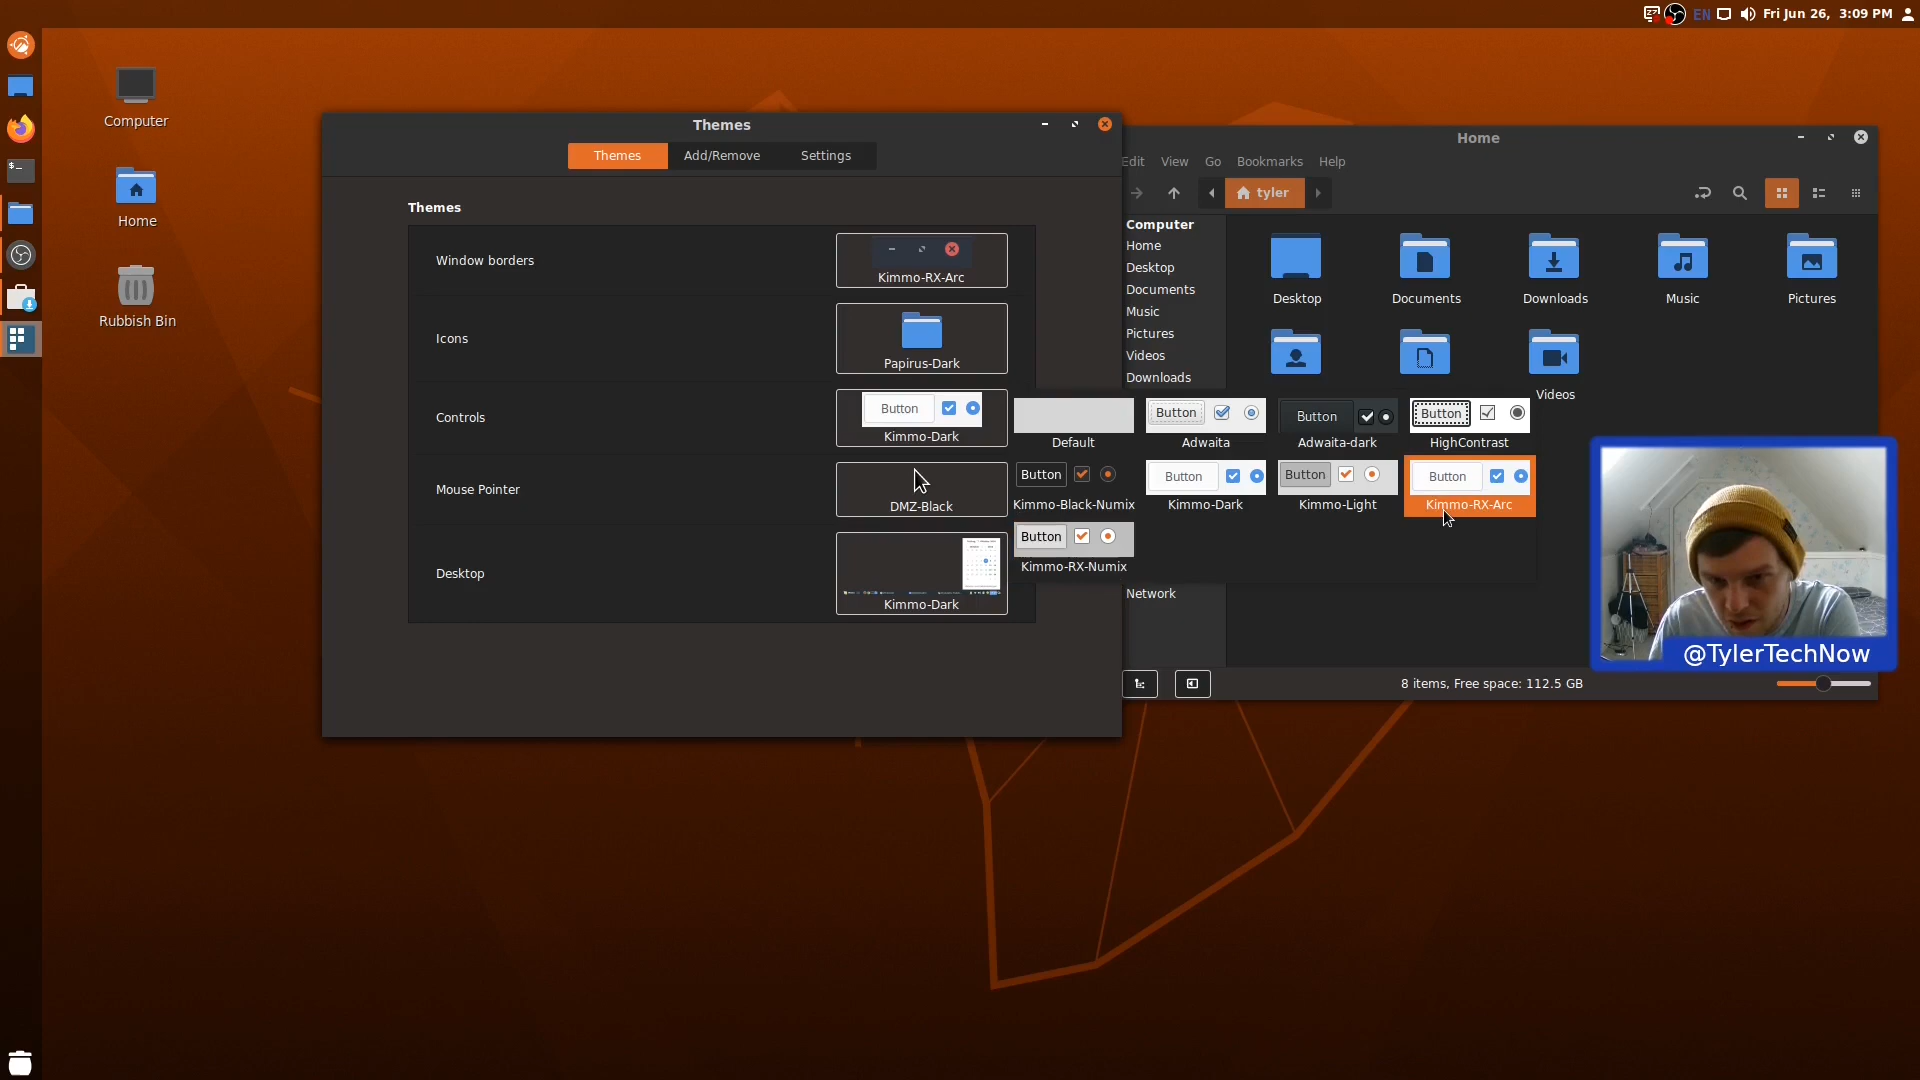 EN
Fri Jun 26, 3:09 PM
Computer
Home
Rubbish Bin
Themes
Themes
Add/Remove
Settings
Themes
Window borders
Kimmo-RX-Arc
Icons
Papirus-Dark
Controls
Button
Kimmo-Dark
Mouse Pointer
DMZ-Black
Desktop
Kimmo-Dark
Default
Button
Adwaita
Button
Adwaita-dark
Button
HighContrast
Button
Kimmo-Black-Numix
Button
Kimmo-Dark
Button
Kimmo-Light
Button
Kimmo-RX-Arc
Button
Kimmo-RX-Numix
Home
Edit View Go Bookmarks Help
tyler
Computer
Home
Desktop
Documents
Music
Pictures
Videos
Downloads
Network
Desktop
Documents
Downloads
Music
Pictures
Videos
8 items, Free space: 112.5 GB
@TylerTechNow